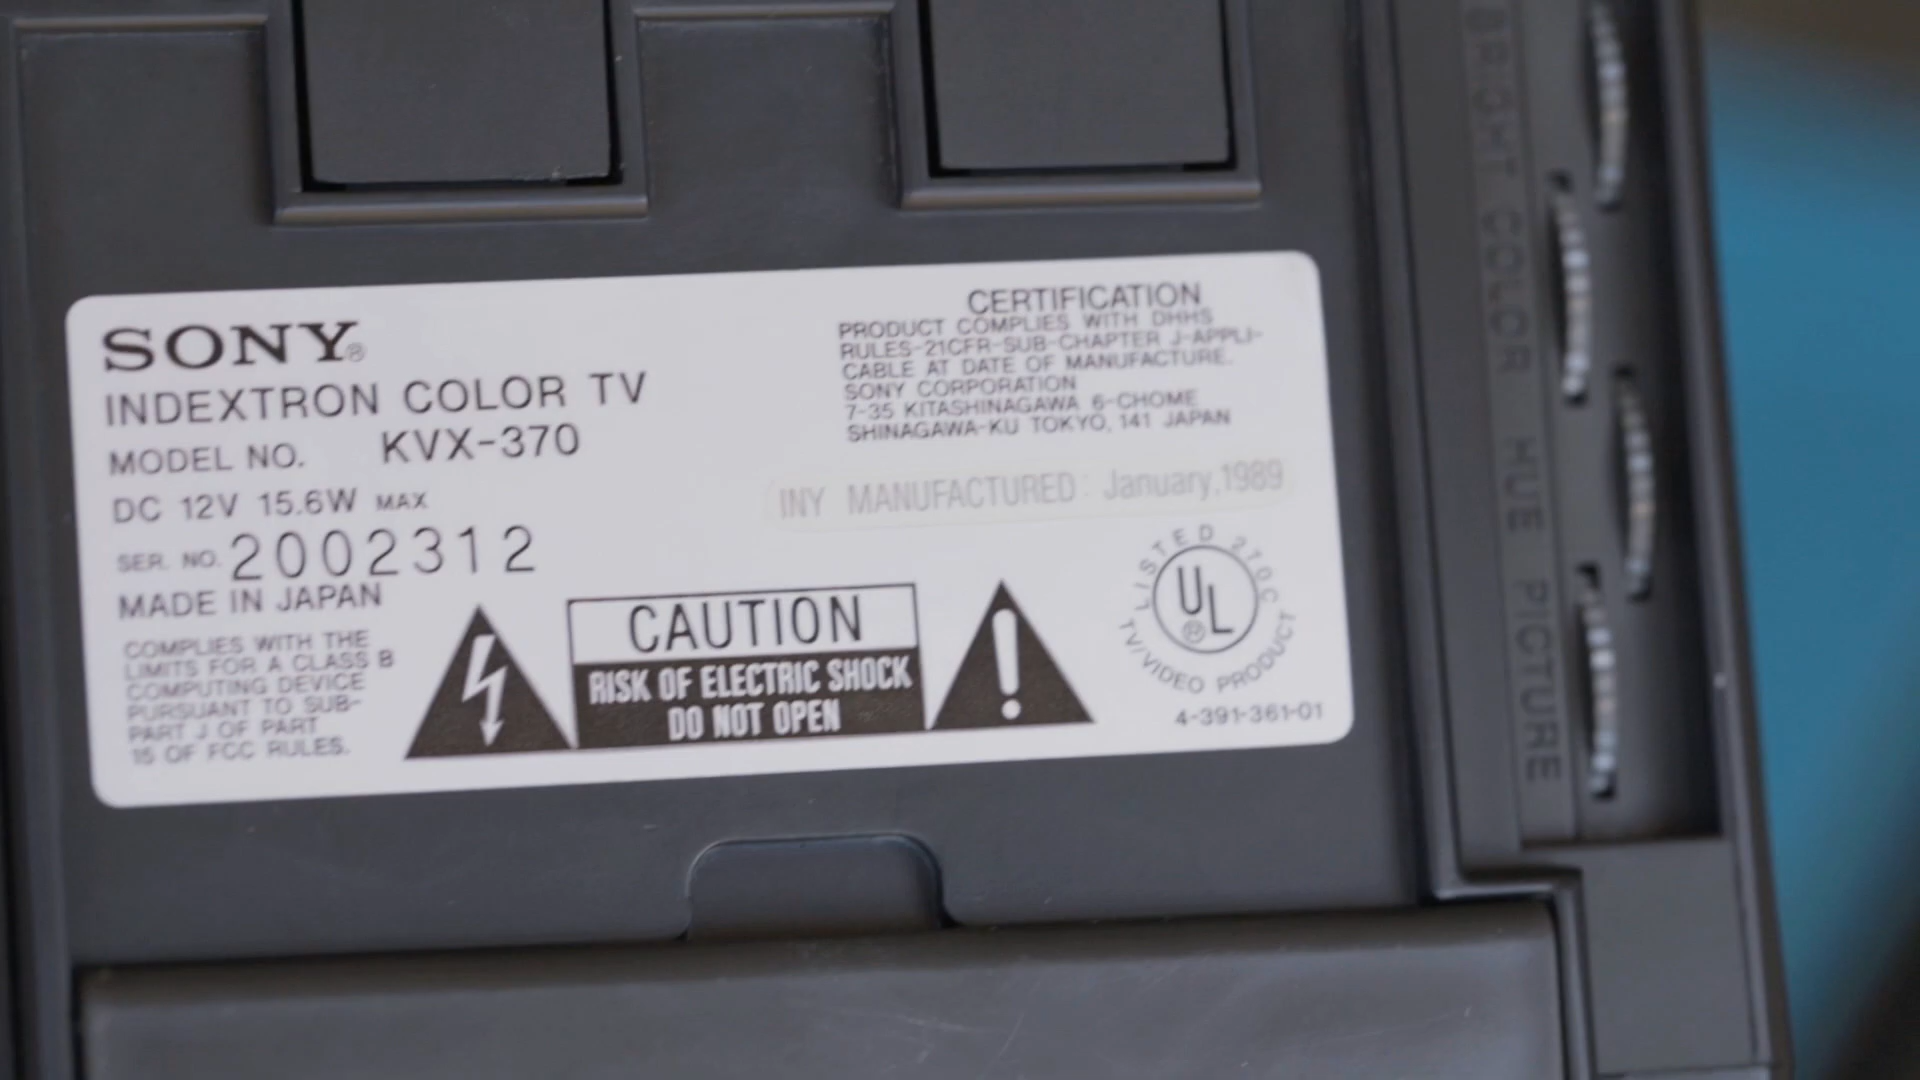 SONY®
INDEXTRON COLOR TV
MODEL NO. KVX-370
DC 12V 15.6W MAX
SER. NO. 2002312
MADE IN JAPAN
COMPLIES WITH THE
LIMITS FOR A CLASS B
COMPUTING DEVICE
PURSUANT TO SUB-
PART J OF PART
15 OF FCC RULES.
CAUTION
RISK OF ELECTRIC SHOCK
DO NOT OPEN
CERTIFICATION
PRODUCT COMPLIES WITH DHHS
RULES-21CFR-SUB-CHAPTER J-APPLI-
CABLE AT DATE OF MANUFACTURE.
SONY CORPORATION
7-35 KITASHINAGAWA 6-CHOME
SHINAGAWA-KU TOKYO, 141 JAPAN
INY MANUFACTURED: January,1989
LISTED 270C
UL®
TV/VIDEO PRODUCT
4-391-361-01
BRIGHT COLOR HUE PICTURE